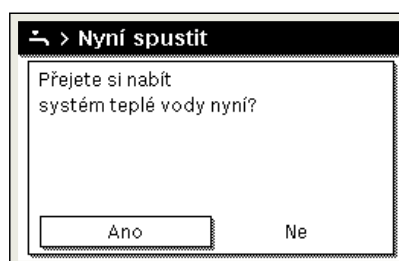 > Nyní spustit
Přejete si nabít
systém teplé vody nyní?
Ano
Ne